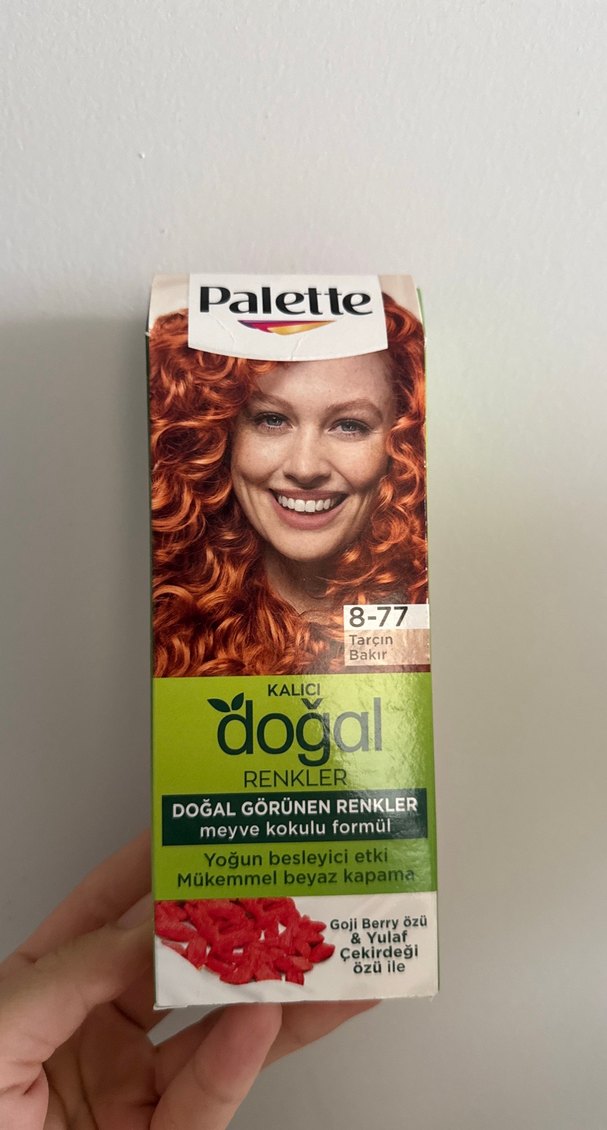 Palette
8-77
Tarçın
Bakır
KALICI
doğal
RENKLER
DOĞAL GÖRÜNEN RENKLER
meyve kokulu formül
Yoğun besleyici etki
Mükemmel beyaz kapama
Goji Berry özü
& Yulaf
Çekirdeği
özü ile